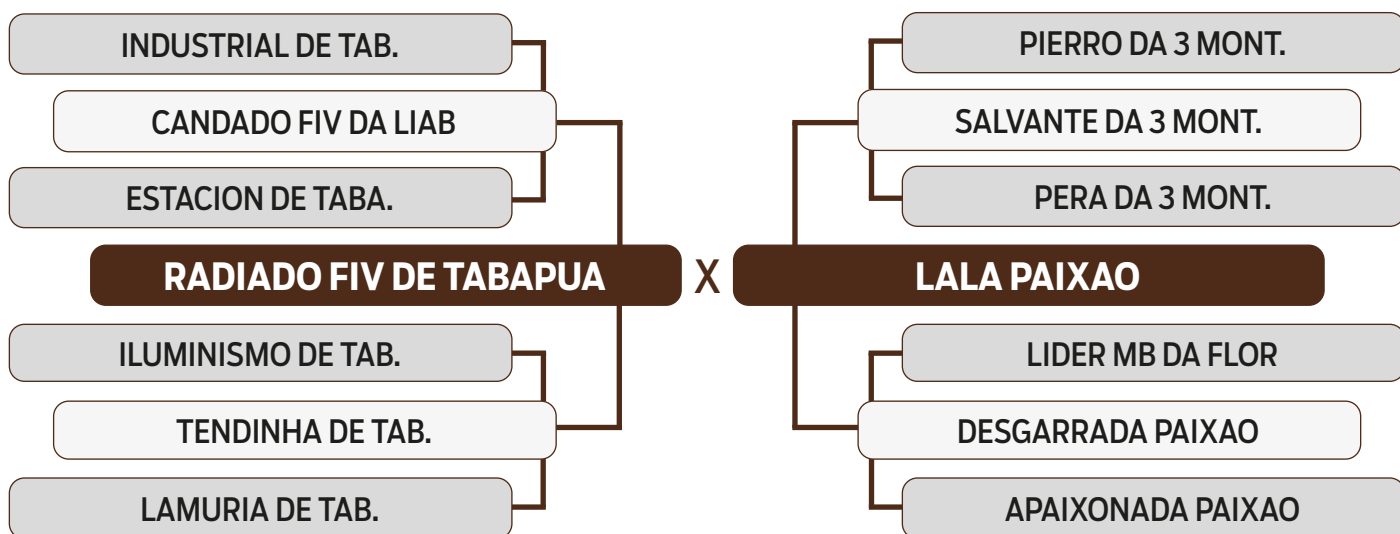 INDUSTRIAL DE TAB.
PIERRO DA 3 MONT.
CANDADO FIV DA LIAB
SALVANTE DA 3 MONT.
ESTACION DE TABA.
PERA DA 3 MONT.
RADIADO FIV DE TABAPUA X LALA PAIXAO
ILUMINISMO DE TAB.
LIDER MB DA FLOR
TENDINHA DE TAB.
DESGARRADA PAIXAO
LAMURIA DE TAB.
APAIXONADA PAIXAO